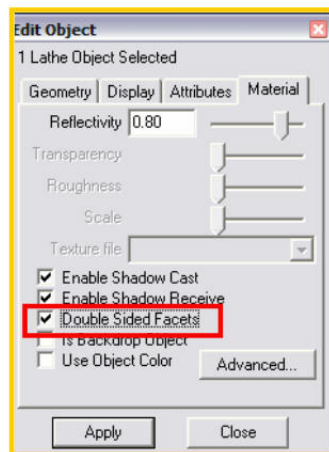 Edit Object
1 Lathe Object Selected
Geometry Display Attributes Material
Reflectivity 0.80
Transparency
Roughness
Scale
Texture file
Enable Shadow Cast
Enable Shadow Receive
Double Sided Facets
Is Backdrop Object
Use Object Color Advanced...
Apply Close